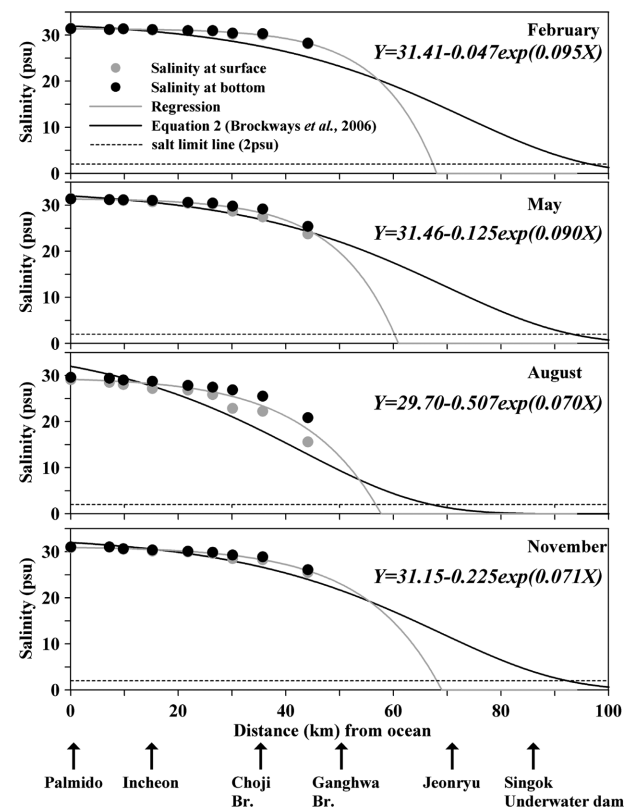 February
Y=31.41-0.047exp(0.095X)
Salinity at surface
Salinity at bottom
Regression
Equation 2 (Brockways et al., 2006)
salt limit line (2psu)
Salinity (psu)
30
20
10
0
May
Y=31.46-0.125exp(0.090X)
Salinity (psu)
30
20
10
0
August
Y=29.70-0.507exp(0.070X)
Salinity (psu)
30
20
10
0
November
Y=31.15-0.225exp(0.071X)
Salinity (psu)
30
20
10
0
0 20 40 60 80 100
Distance (km) from ocean
Palmido Incheon Choji Ganghwa Jeonryu Singok
Br. Br. Underwater dam